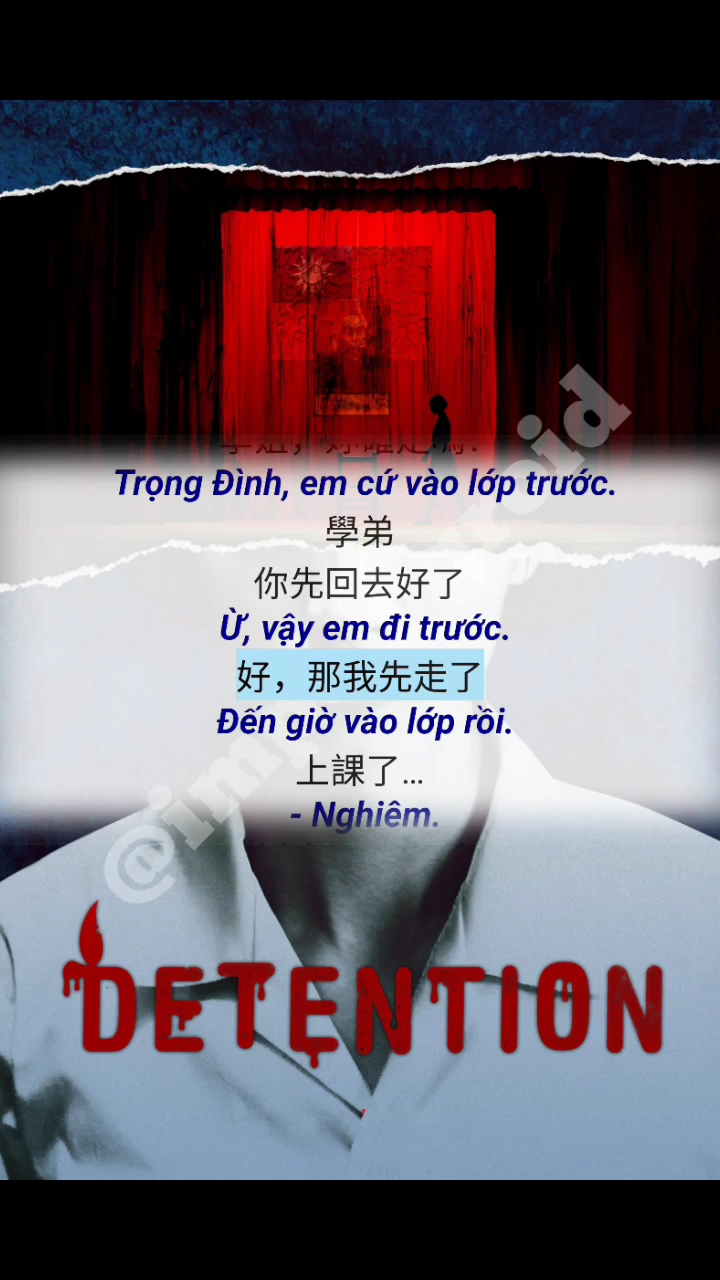 Trọng Đình, em cứ vào lớp trước.
學弟
你先回去好了
Ừ, vậy em đi trước.
好，那我先走了
Đến giờ vào lớp rồi.
上課了...
- Nghiêm.
DETENTION